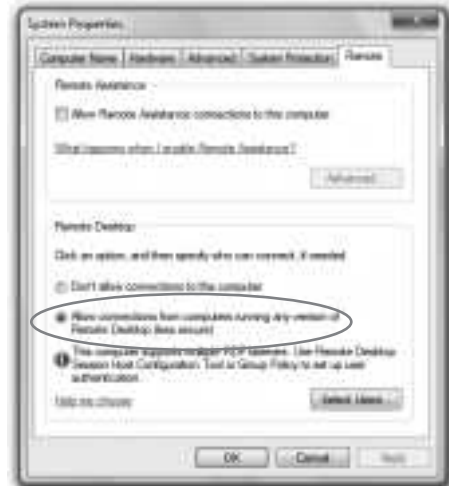 System Properties
Computer Name Hardware Advanced System Protection Remote
Remote Assistance
Allow Remote Assistance connections to this computer
What happens when I enable Remote Assistance?
Advanced...
Remote Desktop
Click an option, and then specify who can connect, if needed.
Don't allow connections to this computer
Allow connections from computers running any version of
Remote Desktop (less secure)
This computer supports multiple RDP listeners. Use Remote Desktop
Session Host Configuration Tool or Group Policy to set up user
authentication.
Help me choose
Select Users...
OK Cancel Apply